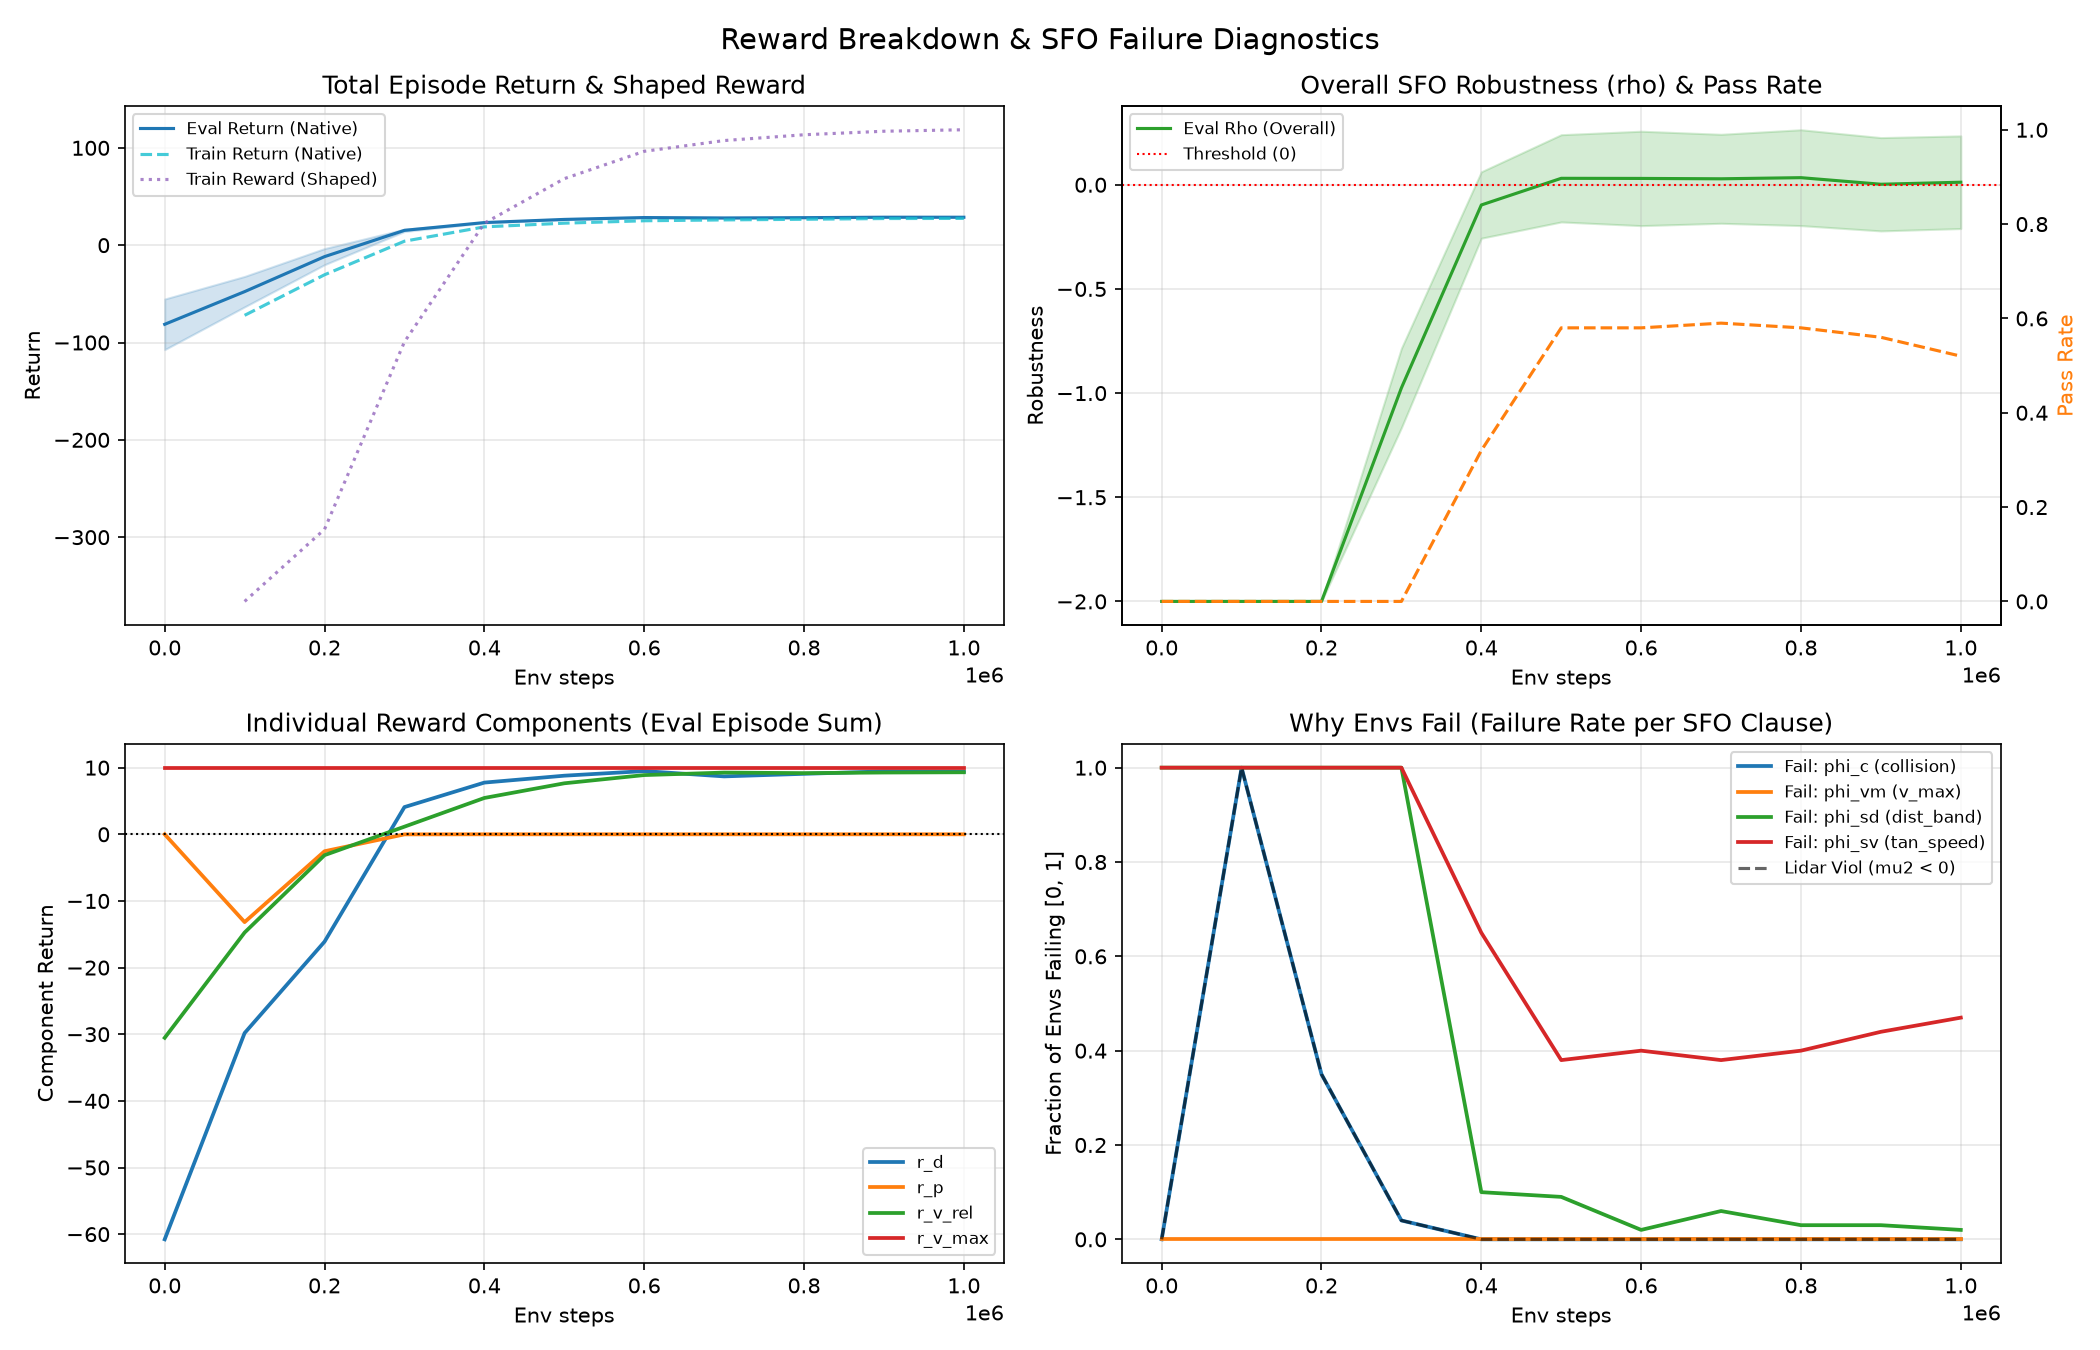 Reward Breakdown & SFO Failure Diagnostics
Total Episode Return & Shaped Reward
Eval Return (Native)
Train Return (Native)
Train Reward (Shaped)
100
0
−100
−200
−300
Return
0.0 0.2 0.4 0.6 0.8 1.0
1e6
Env steps
Overall SFO Robustness (rho) & Pass Rate
Eval Rho (Overall)
Threshold (0)
0.0
−0.5
−1.0
−1.5
−2.0
Robustness
1.0
0.8
0.6
0.4
0.2
0.0
Pass Rate
0.0 0.2 0.4 0.6 0.8 1.0
1e6
Env steps
Individual Reward Components (Eval Episode Sum)
10
0
−10
−20
−30
−40
−50
−60
Component Return
r_d
r_p
r_v_rel
r_v_max
0.0 0.2 0.4 0.6 0.8 1.0
1e6
Env steps
Why Envs Fail (Failure Rate per SFO Clause)
Fail: phi_c (collision)
Fail: phi_vm (v_max)
Fail: phi_sd (dist_band)
Fail: phi_sv (tan_speed)
Lidar Viol (mu2 < 0)
1.0
0.8
0.6
0.4
0.2
0.0
Fraction of Envs Failing [0, 1]
0.0 0.2 0.4 0.6 0.8 1.0
1e6
Env steps